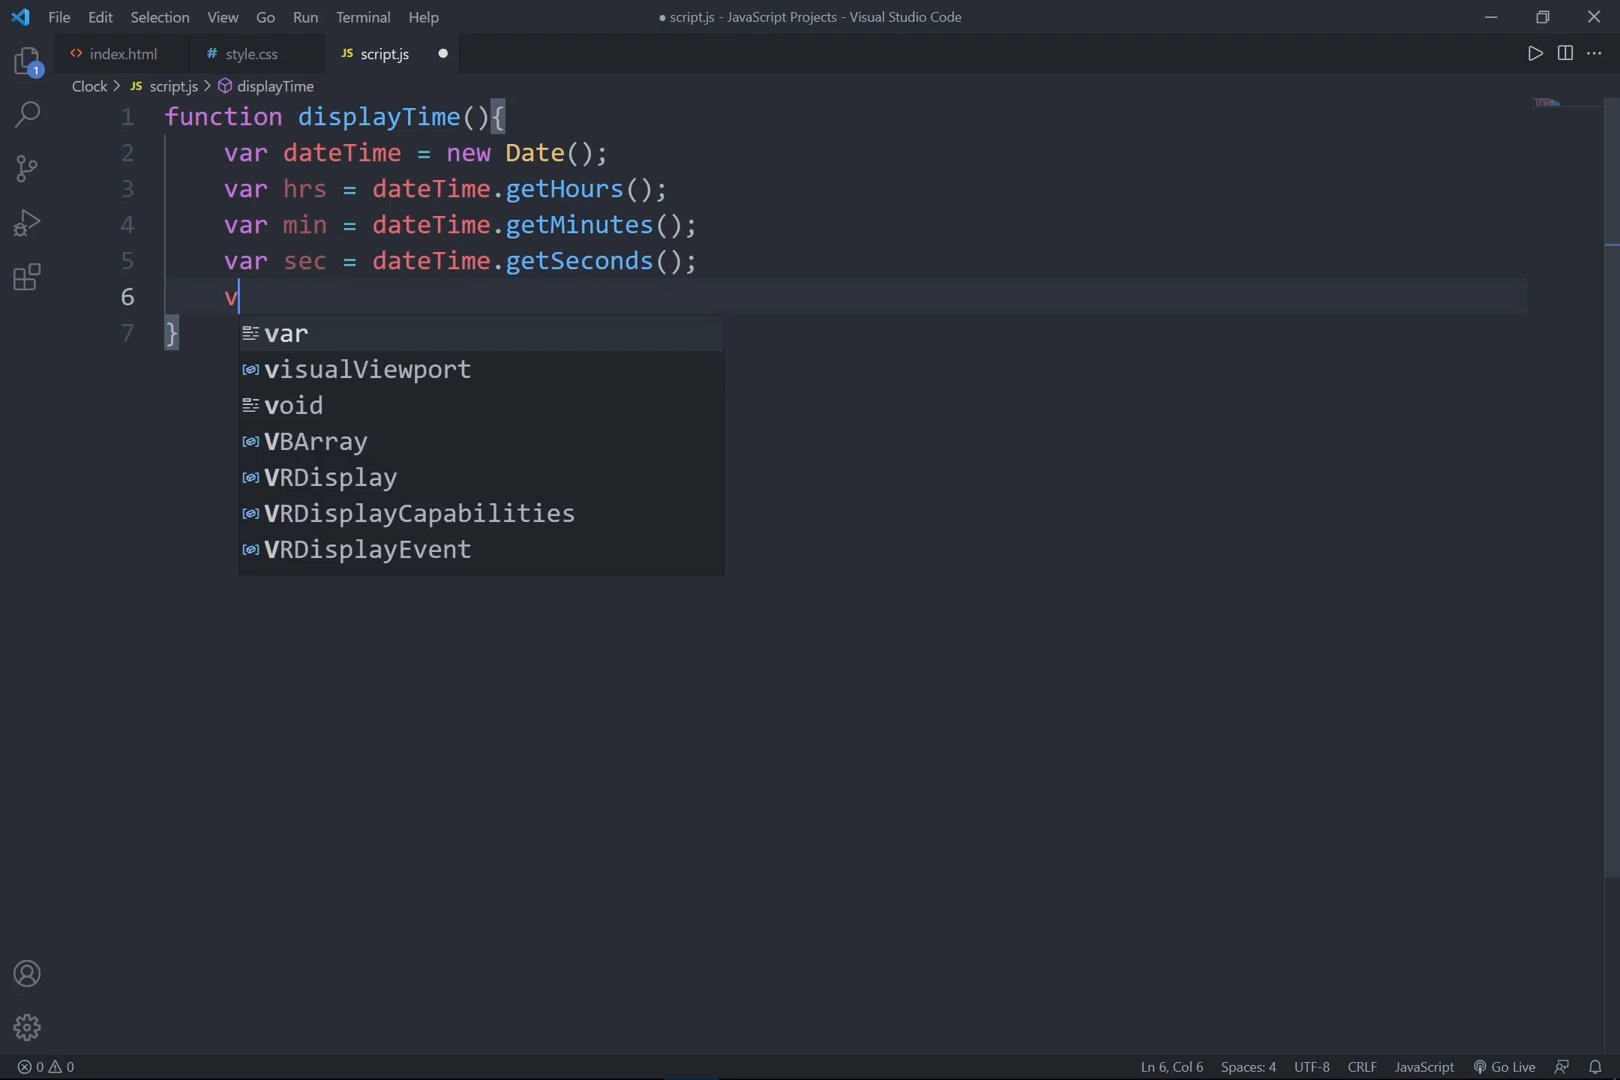 File Edit Selection View Go Run Terminal Help
● script.js - JavaScript Projects - Visual Studio Code
1
<> index.html
# style.css
JS script.js ●
Clock > JS script.js > displayTime
1 function displayTime(){
2 var dateTime = new Date();
3 var hrs = dateTime.getHours();
4 var min = dateTime.getMinutes();
5 var sec = dateTime.getSeconds();
6 v
7 }
var
visualViewport
void
VBArray
VRDisplay
VRDisplayCapabilities
VRDisplayEvent
0 0
Ln 6, Col 6 Spaces: 4 UTF-8 CRLF JavaScript Go Live